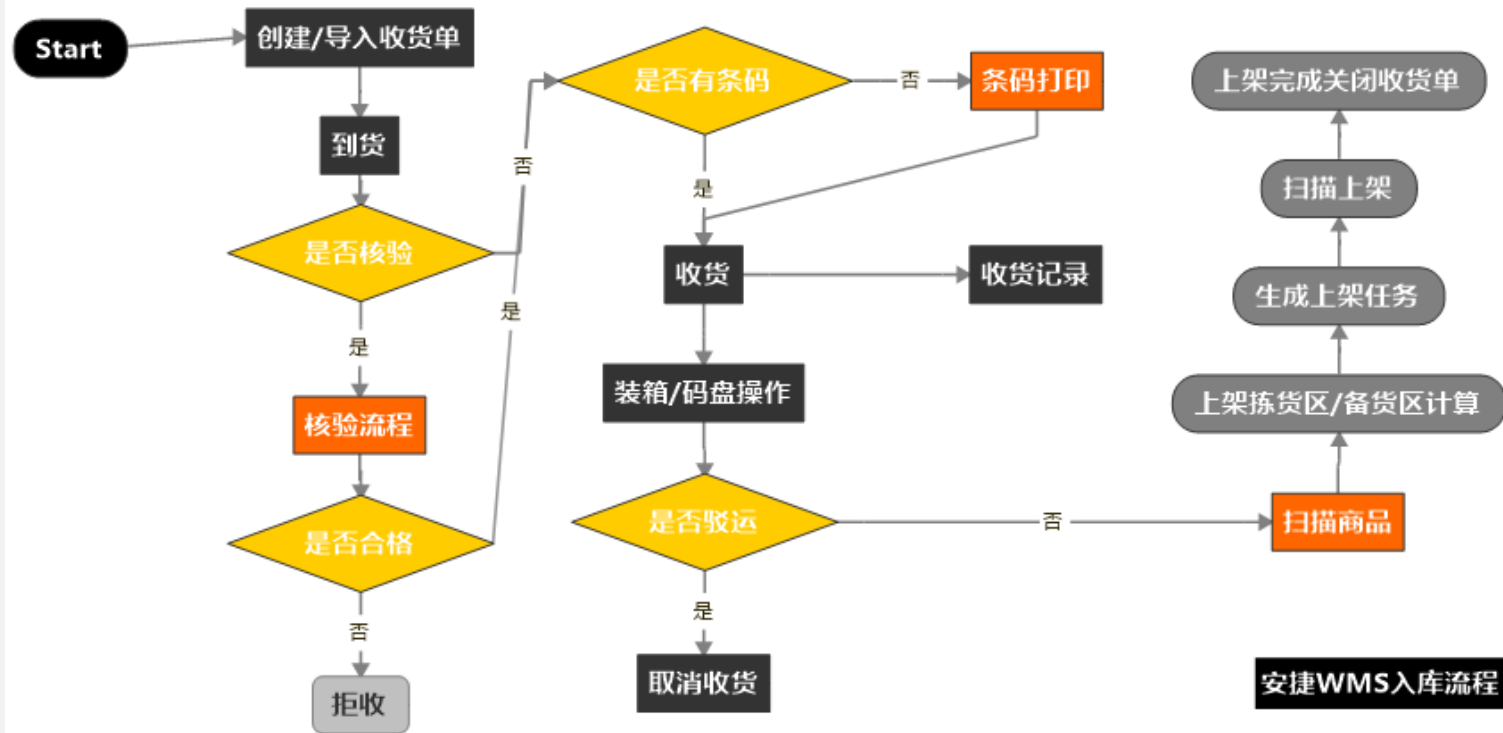 Start
创建/导入收货单
到货
是否核验
是
否
核验流程
是否合格
是
否
拒收
是否有条码
否
条码打印
是
收货
收货记录
装箱/码盘操作
是否驳运
是
取消收货
否
扫描商品
上架拣货区/备货区计算
生成上架任务
扫描上架
上架完成关闭收货单
安捷WMS入库流程